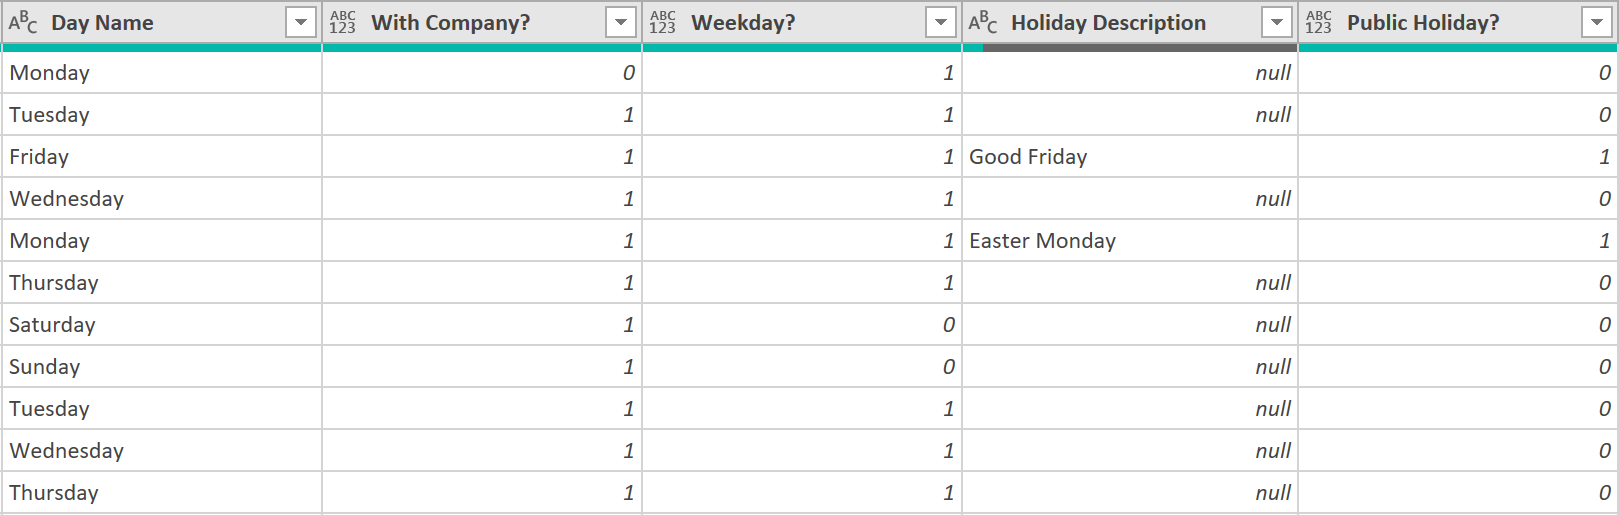 ABC Day Name ABC 123 With Company? ABC 123 Weekday? ABC Holiday Description ABC 123 Public Holiday?
Monday 0 1 null 0
Tuesday 1 1 null 0
Friday 1 1 Good Friday 1
Wednesday 1 1 null 0
Monday 1 1 Easter Monday 1
Thursday 1 1 null 0
Saturday 1 0 null 0
Sunday 1 0 null 0
Tuesday 1 1 null 0
Wednesday 1 1 null 0
Thursday 1 1 null 0